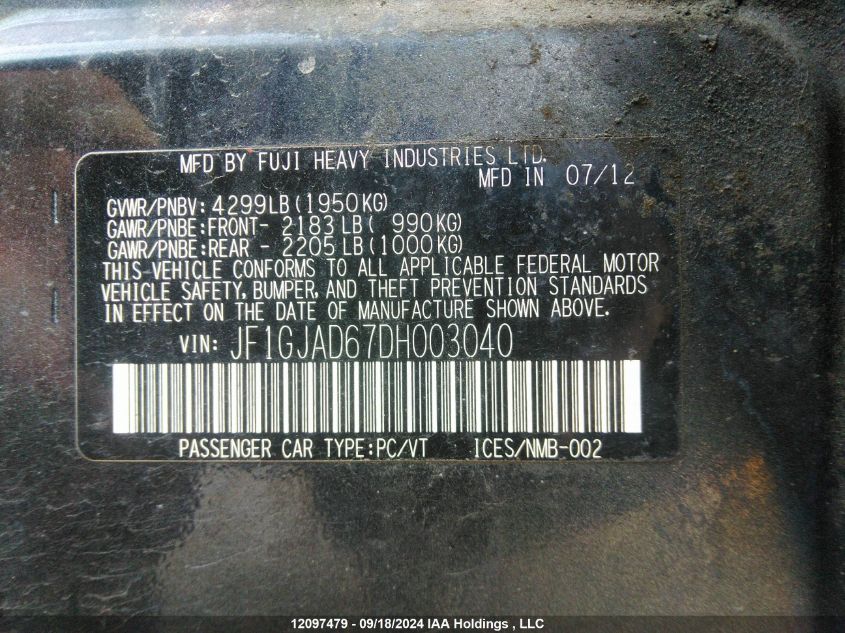 MFD BY FUJI HEAVY INDUSTRIES LTD.
MFD IN 07/12
GVWR/PNBV: 4299LB(1950KG)
GAWR/PNBE:FRONT- 2183LB( 990KG)
GAWR/PNBE:REAR - 2205LB(1000KG)
THIS VEHICLE CONFORMS TO ALL APPLICABLE FEDERAL MOTOR
VEHICLE SAFETY, BUMPER, AND THEFT PREVENTION STANDARDS
IN EFFECT ON THE DATE OF MANUFACTURE SHOWN ABOVE.
VIN: JF1GJAD67DH003040
PASSENGER CAR TYPE:PC/VT ICES/NMB-002
12097479 - 09/18/2024 IAA Holdings , LLC